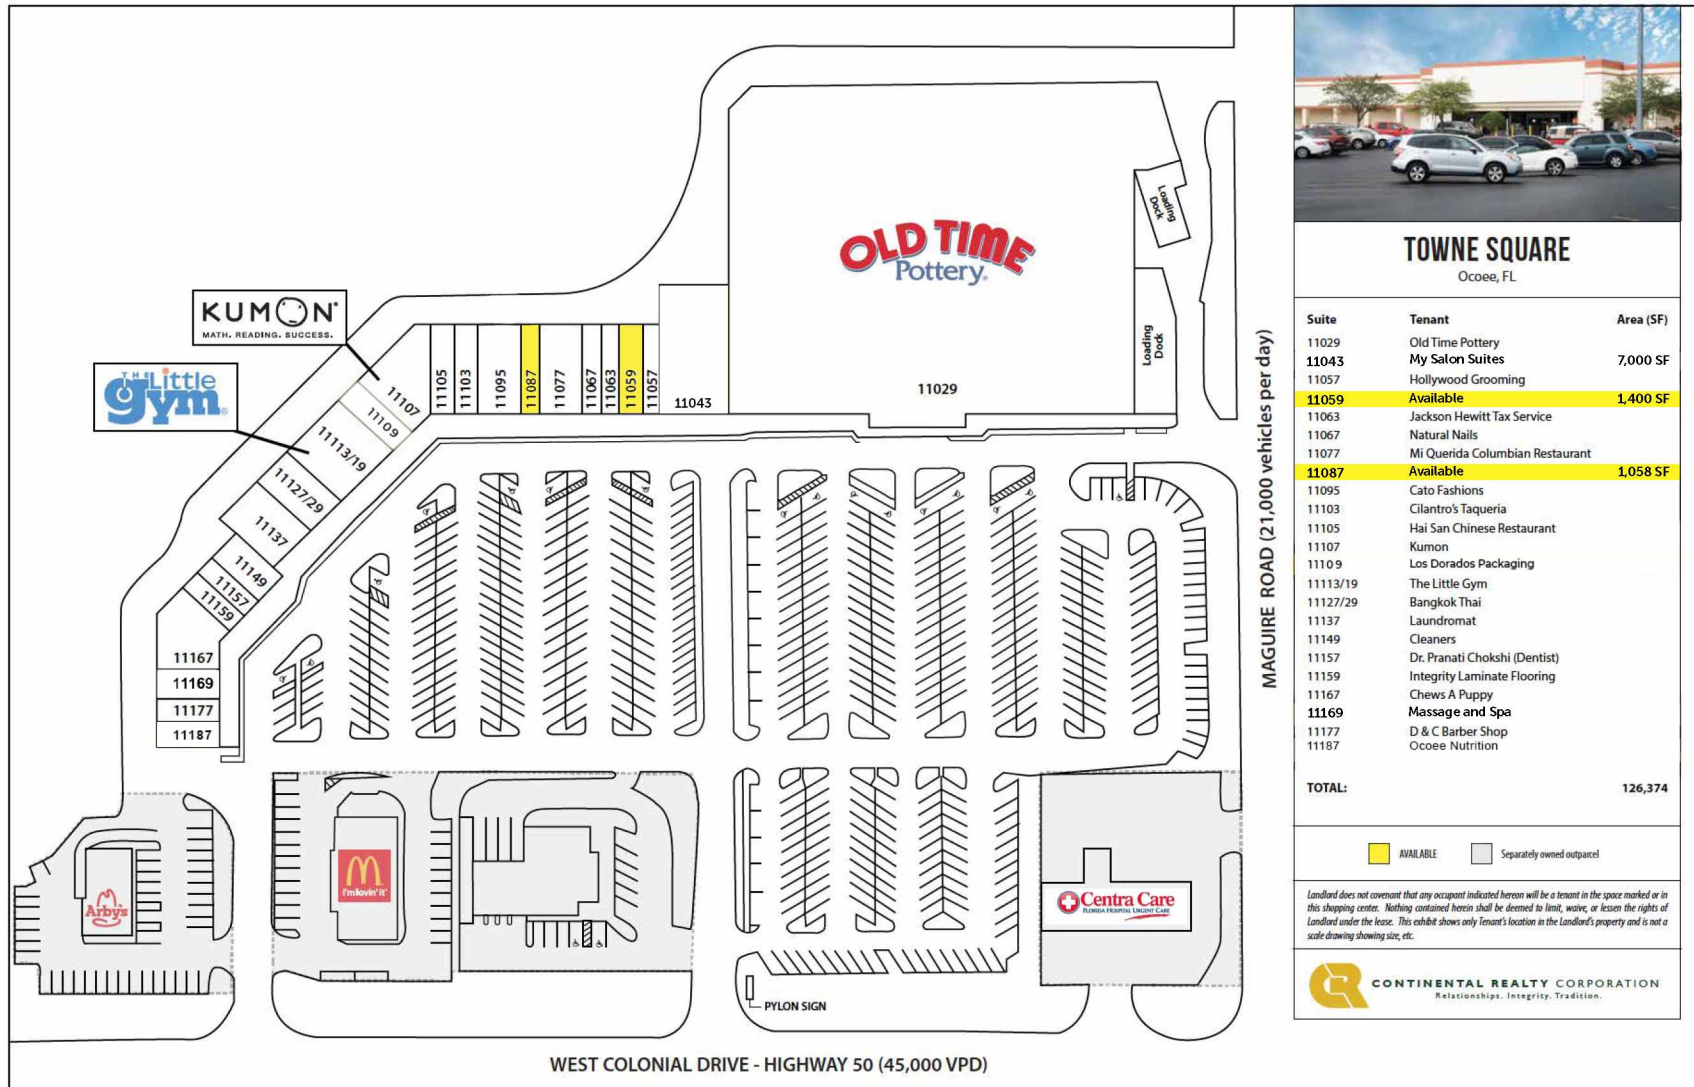 OLD TIME
Pottery
Loading
Dock
Loading
Dock
KUMON
MATH. READING. SUCCESS.
THE Little
gym
11105
11103
11095
11087
11077
11067
11063
11059
11057
11043
11029
11107
11109
11113/19
11127/29
11137
11149
11157
11159
11167
11169
11177
11187
MAGUIRE ROAD (21,000 vehicles per day)
Arby's
M
i'm lovin' it
Centra Care
FLORIDA HOSPITAL URGENT CARE
PYLON SIGN
WEST COLONIAL DRIVE - HIGHWAY 50 (45,000 VPD)
TOWNE SQUARE
Ocoee, FL
Suite Tenant Area (SF)
11029 Old Time Pottery
11043 My Salon Suites 7,000 SF
11057 Hollywood Grooming
11059 Available 1,400 SF
11063 Jackson Hewitt Tax Service
11067 Natural Nails
11077 Mi Querida Columbian Restaurant
11087 Available 1,058 SF
11095 Cato Fashions
11103 Cilantro's Taqueria
11105 Hai San Chinese Restaurant
11107 Kumon
11109 Los Dorados Packaging
11113/19 The Little Gym
11127/29 Bangkok Thai
11137 Laundromat
11149 Cleaners
11157 Dr. Pranati Chokshi (Dentist)
11159 Integrity Laminate Flooring
11167 Chews A Puppy
11169 Massage and Spa
11177 D & C Barber Shop
11187 Ocoee Nutrition
TOTAL: 126,374
AVAILABLE Separately owned outparcel
Landlord does not covenant that any occupant indicated hereon will be a tenant in the space marked or in
this shopping center. Nothing contained herein shall be deemed to limit, waive, or lessen the rights of
Landlord under the lease. This exhibit shows only Tenant's location in the Landlord's property and is not a
scale drawing showing size, etc.
CONTINENTAL REALTY CORPORATION
Relationships. Integrity. Tradition.